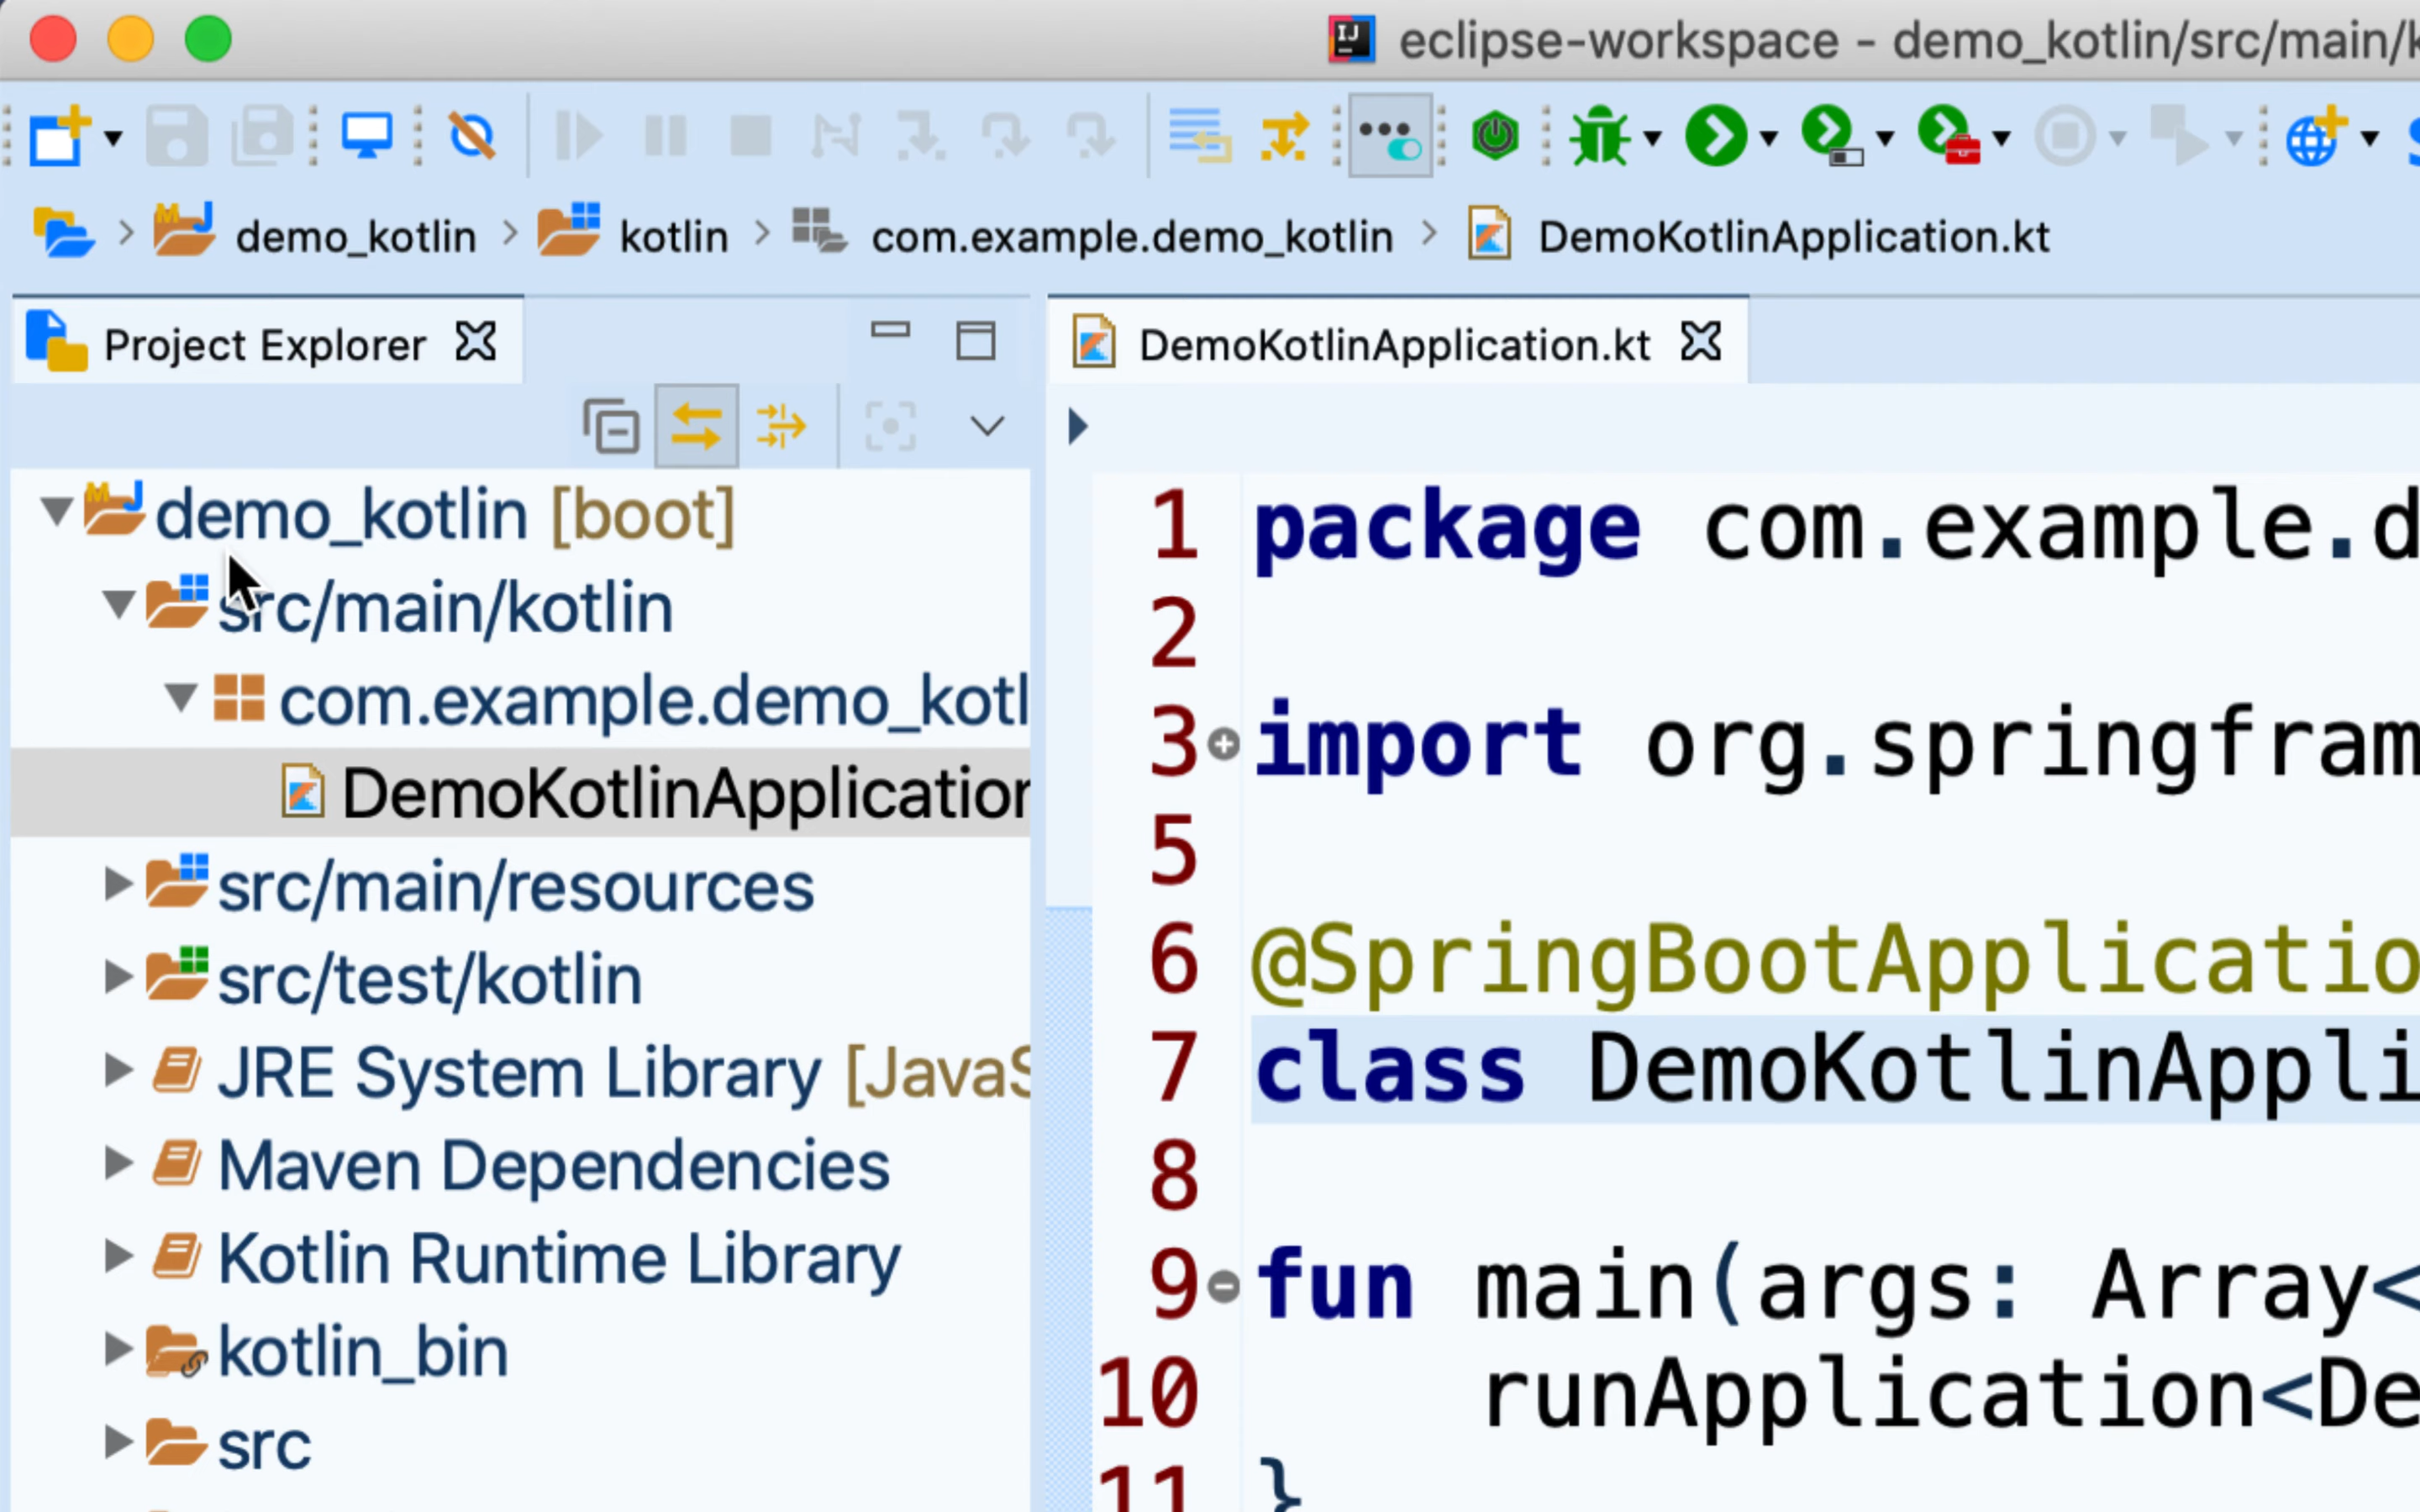 IJ eclipse-workspace - demo_kotlin/src/main/k
demo_kotlin > kotlin > com.example.demo_kotlin > DemoKotlinApplication.kt
Project Explorer
DemoKotlinApplication.kt
demo_kotlin [boot]
src/main/kotlin
com.example.demo_kotl
DemoKotlinApplication
src/main/resources
src/test/kotlin
JRE System Library [JavaS
Maven Dependencies
Kotlin Runtime Library
kotlin_bin
src
1 package com.example.d
2
3 import org.springfram
5
6 @SpringBootApplicatio
7 class DemoKotlinAppli
8
9 fun main(args: Array<
10 runApplication<De
11 }